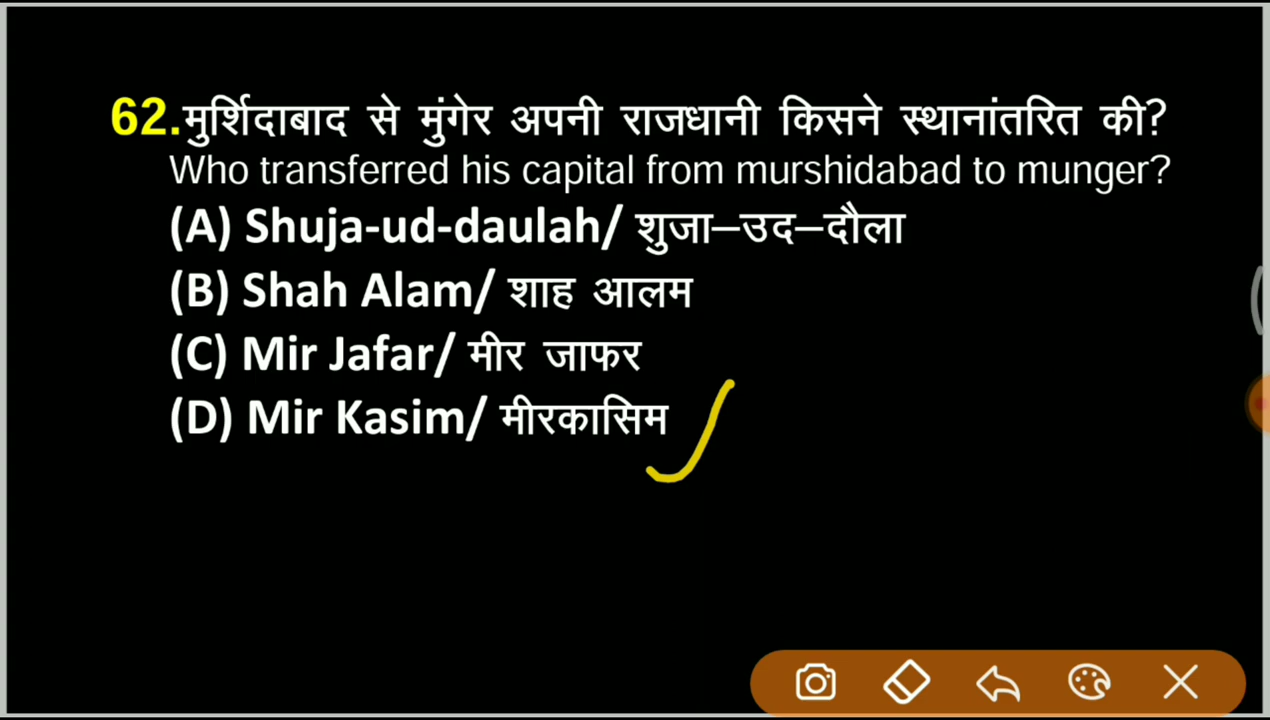 62.मुर्शिदाबाद से मुंगेर अपनी राजधानी किसने स्थानांतरित की?
Who transferred his capital from murshidabad to munger?
(A) Shuja-ud-daulah/ शुजा–उद–दौला
(B) Shah Alam/ शाह आलम
(C) Mir Jafar/ मीर जाफर
(D) Mir Kasim/ मीरकासिम